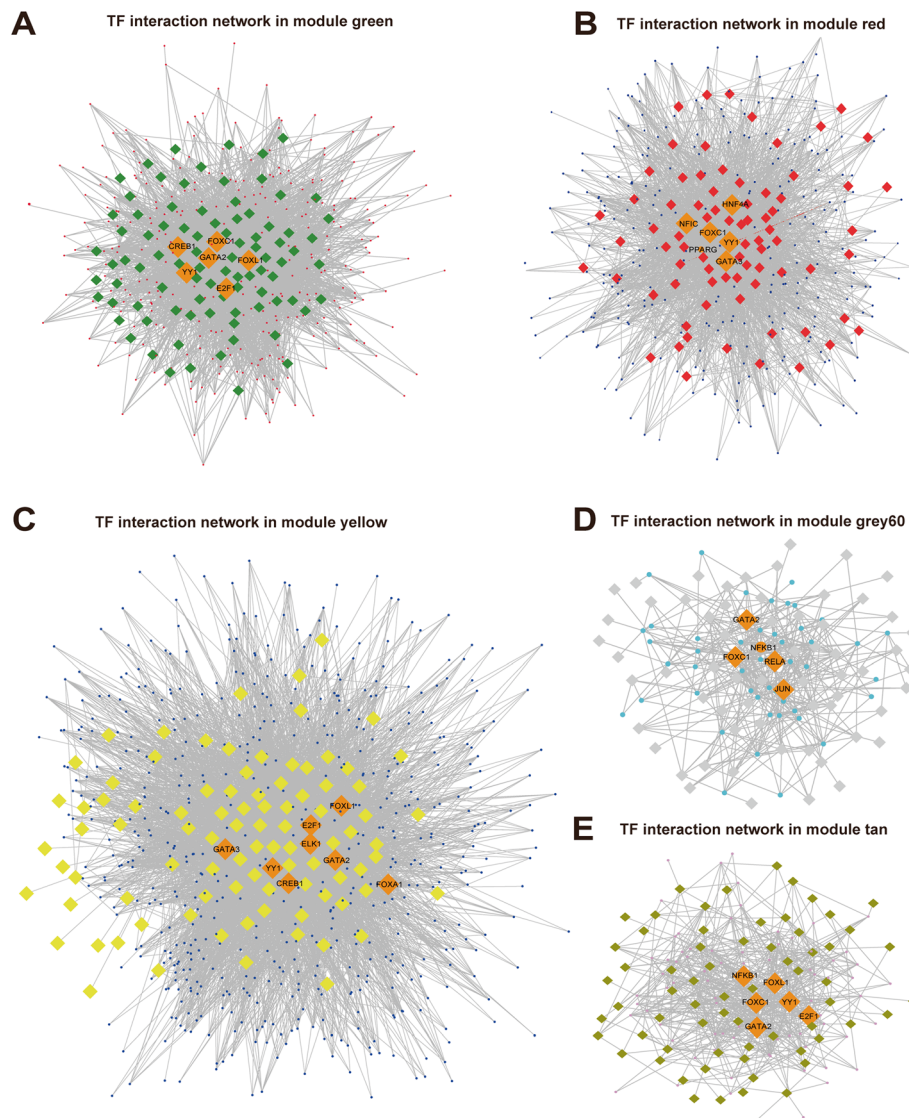 A
TF interaction network in module green
CREB1
FOXC1
GATA2
FOXL1
YY1
E2F1
B
TF interaction network in module red
HNF4A
NFIC
FOXC1
YY1
PPARG
GATA3
C
TF interaction network in module yellow
FOXL1
E2F1
ELK1
GATA3
GATA2
YY1
CREB1
FOXA1
D
TF interaction network in module grey60
GATA2
NFKB1
FOXC1
RELA
JUN
E
TF interaction network in module tan
NFKB1
FOXL1
FOXC1
YY1
E2F1
GATA2